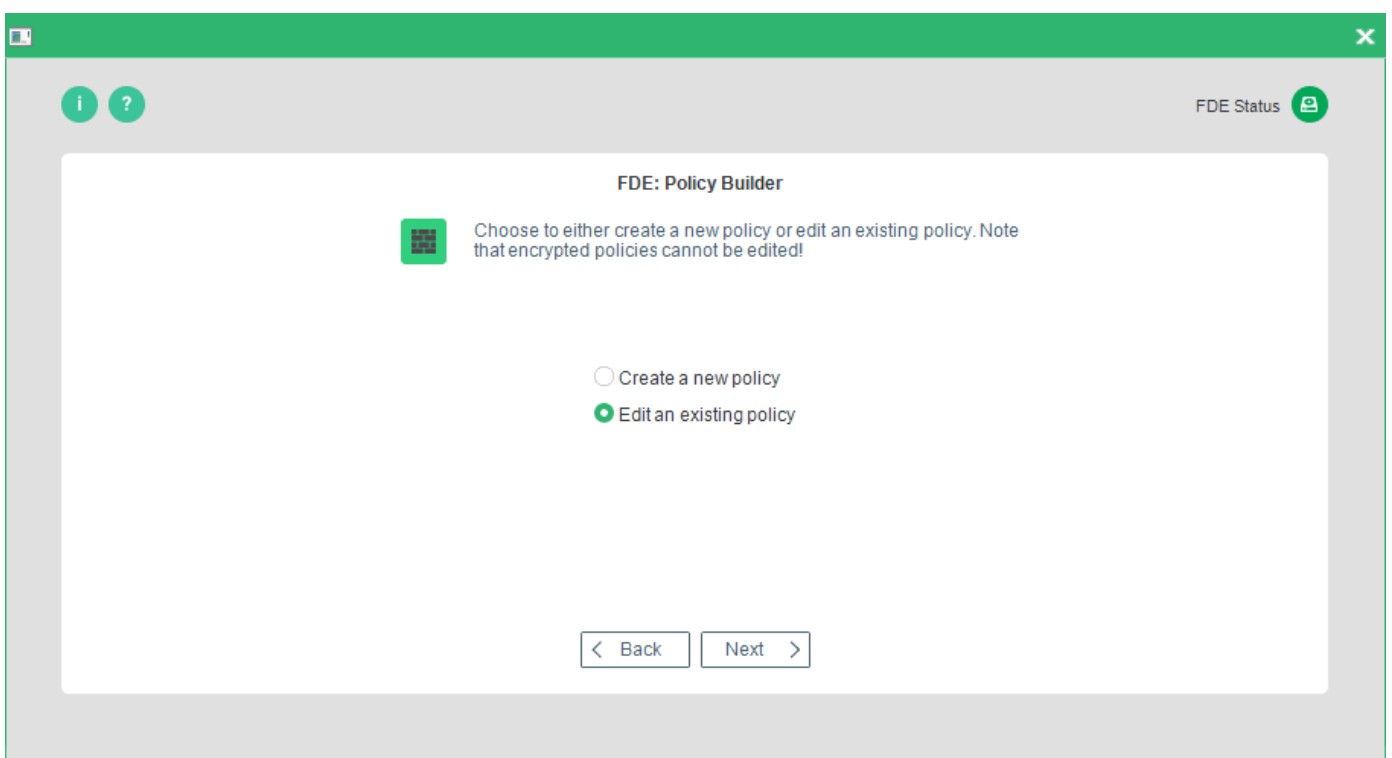 i ?
FDE Status
FDE: Policy Builder
Choose to either create a new policy or edit an existing policy. Note
that encrypted policies cannot be edited!
Create a new policy
Edit an existing policy
Back Next